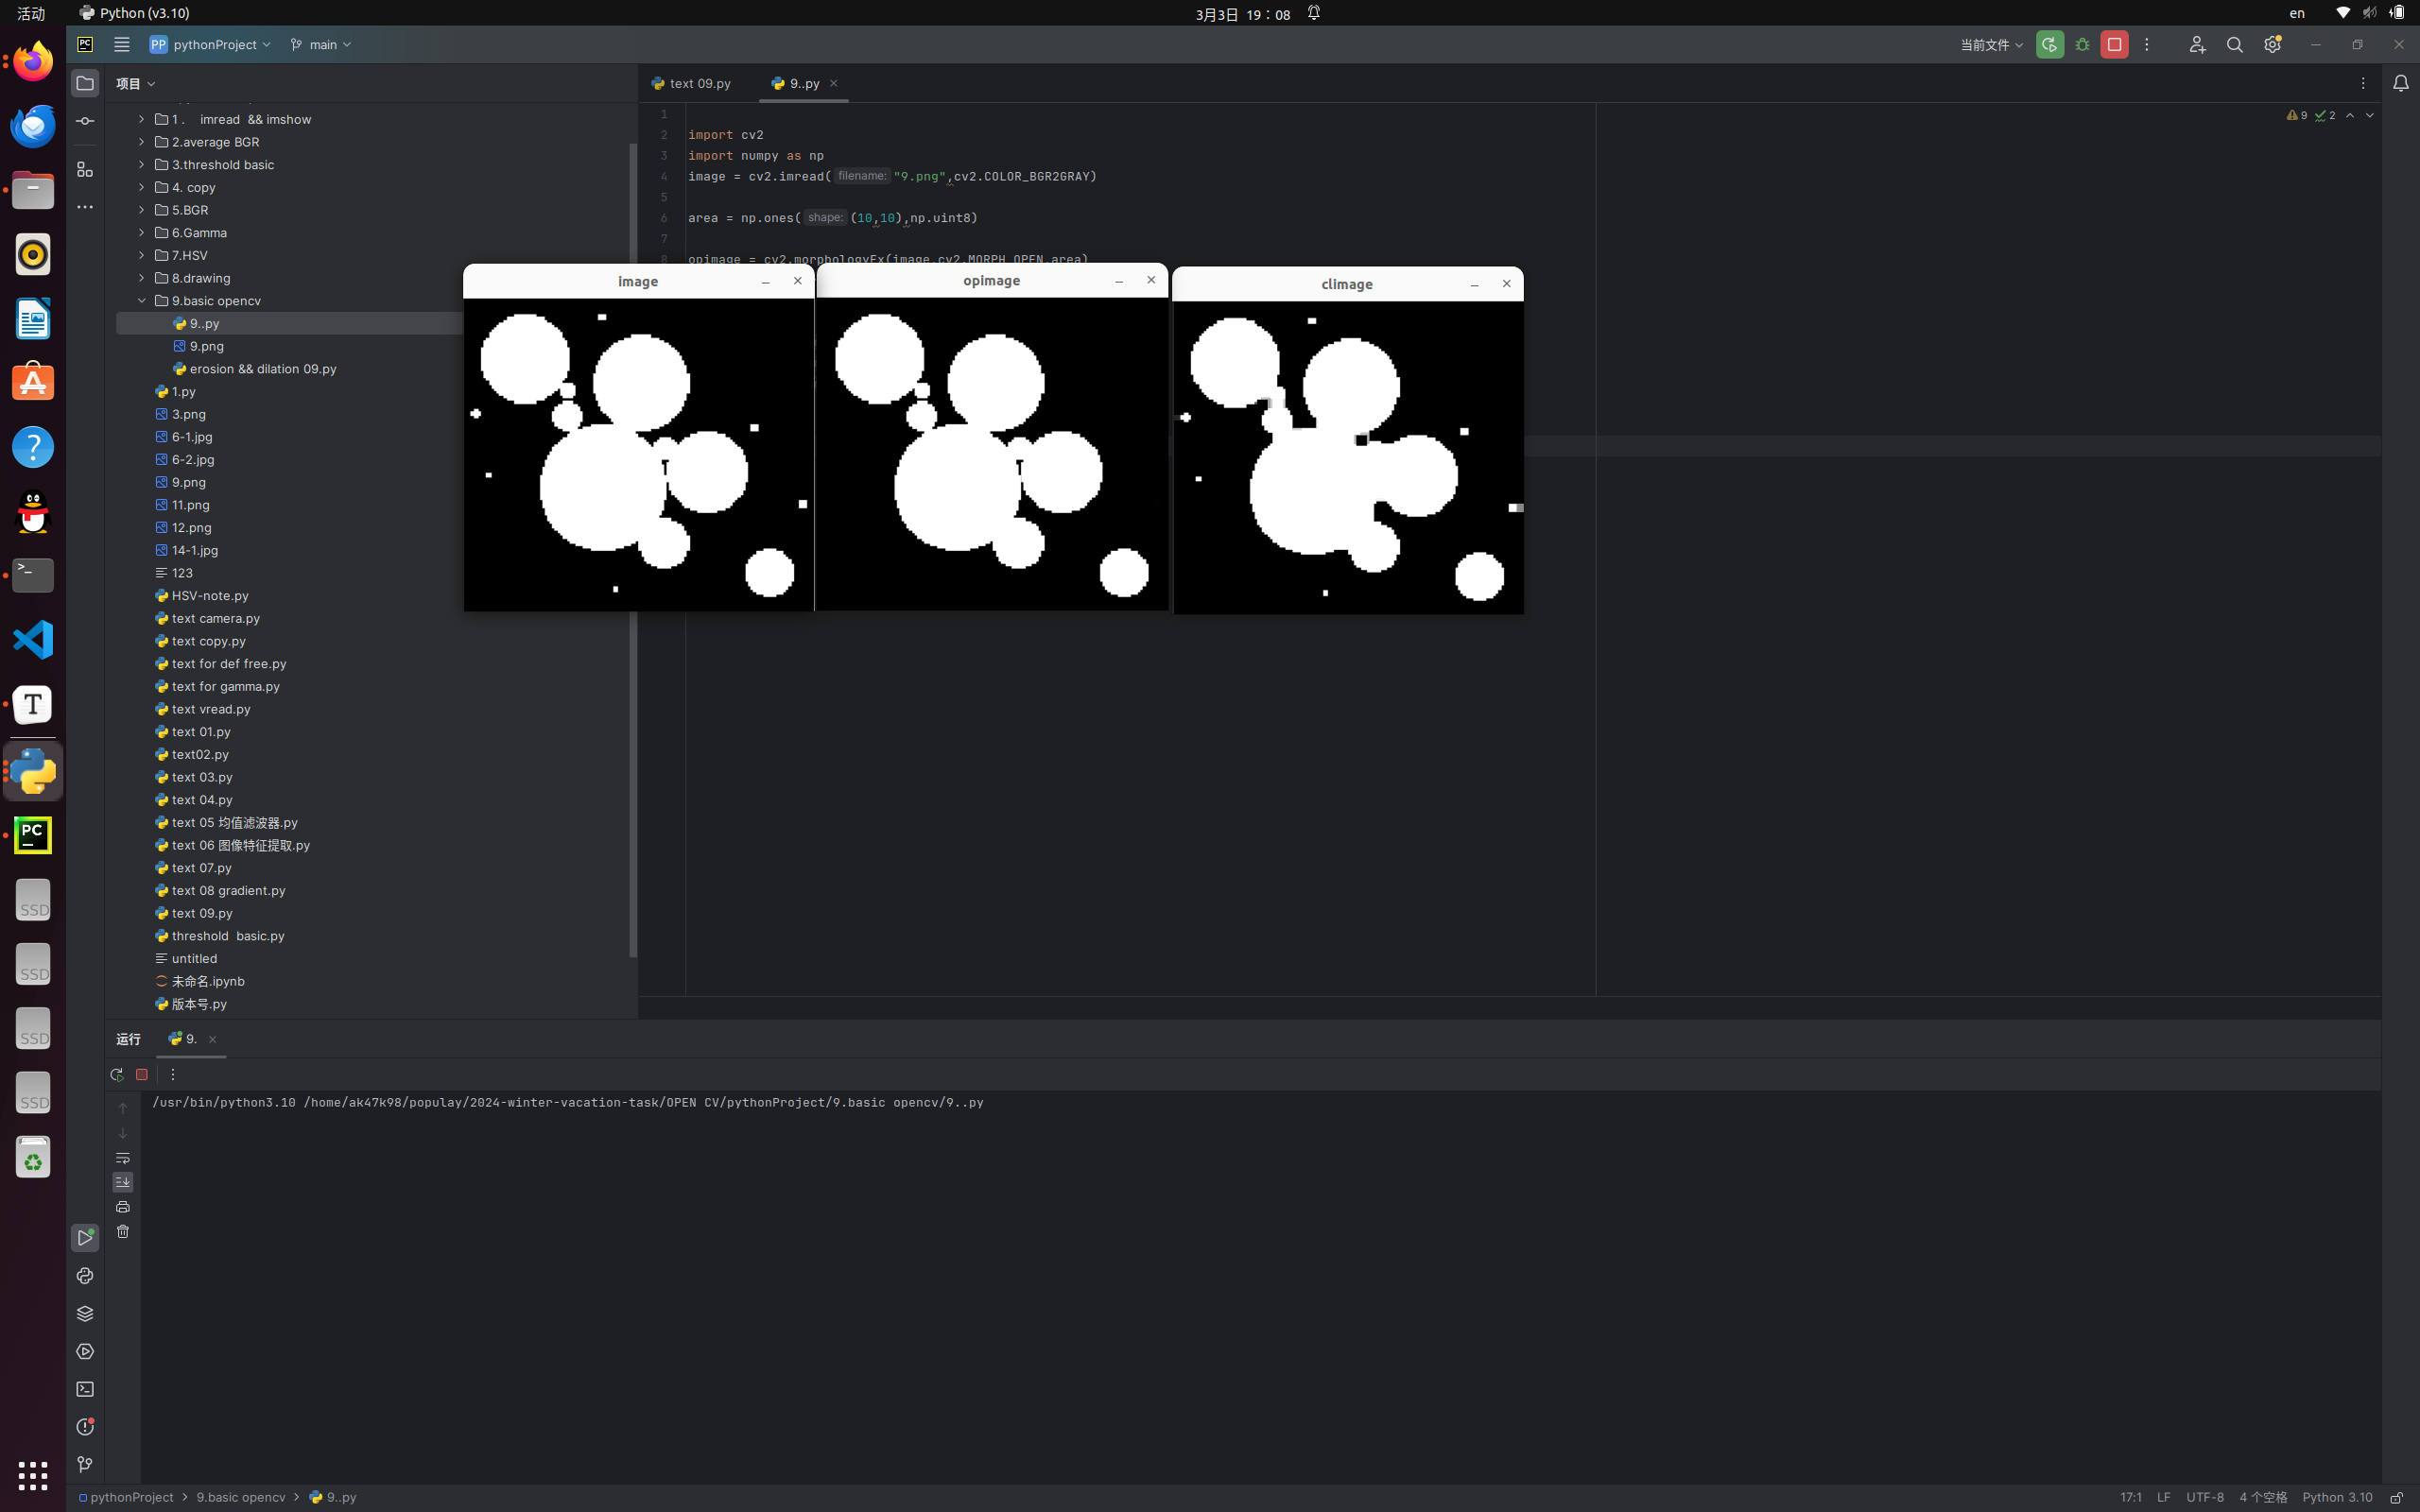 活动
Python (v3.10)
3月3日 19：08
en
PC
PP pythonProject
main
当前文件
项目
text 09.py
9..py
1 . imread && imshow
2.average BGR
3.threshold basic
4. copy
5.BGR
6.Gamma
7.HSV
8.drawing
9.basic opencv
9..py
9.png
erosion && dilation 09.py
1.py
3.png
6-1.jpg
6-2.jpg
9.png
11.png
12.png
14-1.jpg
123
HSV-note.py
text camera.py
text copy.py
text for def free.py
text for gamma.py
text vread.py
text 01.py
text02.py
text 03.py
text 04.py
text 05 均值滤波器.py
text 06 图像特征提取.py
text 07.py
text 08 gradient.py
text 09.py
threshold basic.py
untitled
未命名.ipynb
版本号.py
1
2 import cv2
3 import numpy as np
4 image = cv2.imread( filename: "9.png",cv2.COLOR_BGR2GRAY)
5
6 area = np.ones( shape: (10,10),np.uint8)
7
8 opimage = cv2.morphologyEx(image,cv2.MORPH_OPEN,area)
9 2
image
opimage
climage
运行
9.
/usr/bin/python3.10 /home/ak47k98/populay/2024-winter-vacation-task/OPEN CV/pythonProject/9.basic opencv/9..py
SSD
SSD
SSD
SSD
pythonProject > 9.basic opencv > 9..py
17:1 LF UTF-8 4 个空格 Python 3.10